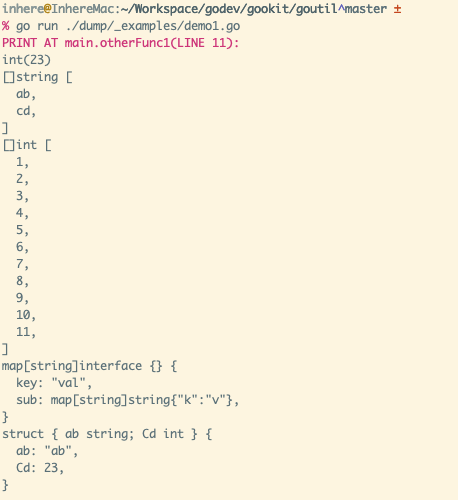 inhere@InhereMac:~/Workspace/godev/gookit/goutil^master ±
% go run ./dump/_examples/demo1.go
PRINT AT main.otherFunc1(LINE 11):
int(23)
[]string [
  ab,
  cd,
]
[]int [
  1,
  2,
  3,
  4,
  5,
  6,
  7,
  8,
  9,
  10,
  11,
]
map[string]interface {} {
  key: "val",
  sub: map[string]string{"k":"v"},
}
struct { ab string; Cd int } {
  ab: "ab",
  Cd: 23,
}